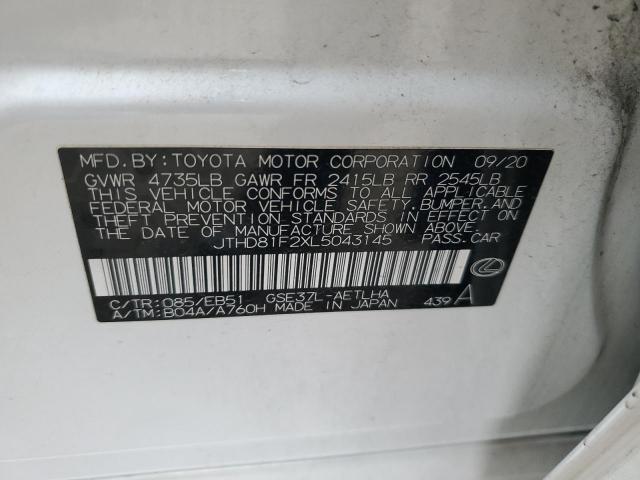 MFD. BY: TOYOTA MOTOR CORPORATION 09/20
GVWR 4735LB GAWR FR 2415LB RR 2545LB
THIS VEHICLE CONFORMS TO ALL APPLICABLE
FEDERAL MOTOR VEHICLE SAFETY, BUMPER, AND
THEFT PREVENTION STANDARDS IN EFFECT ON
THE DATE OF MANUFACTURE SHOWN ABOVE.
JTHD81F2XL5043145 PASS. CAR
C/TR: 085/EB51 GSE37L-AETLHA 439 A
A/TM: B04A/A760H MADE IN JAPAN